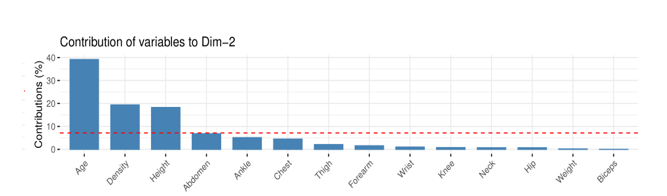 Contribution of variables to Dim−2
Contributions (%)
40
30
20
10
0
Age
Density
Height
Abdomen
Ankle
Chest
Thigh
Forearm
Wrist
Knee
Neck
Hip
Weight
Biceps